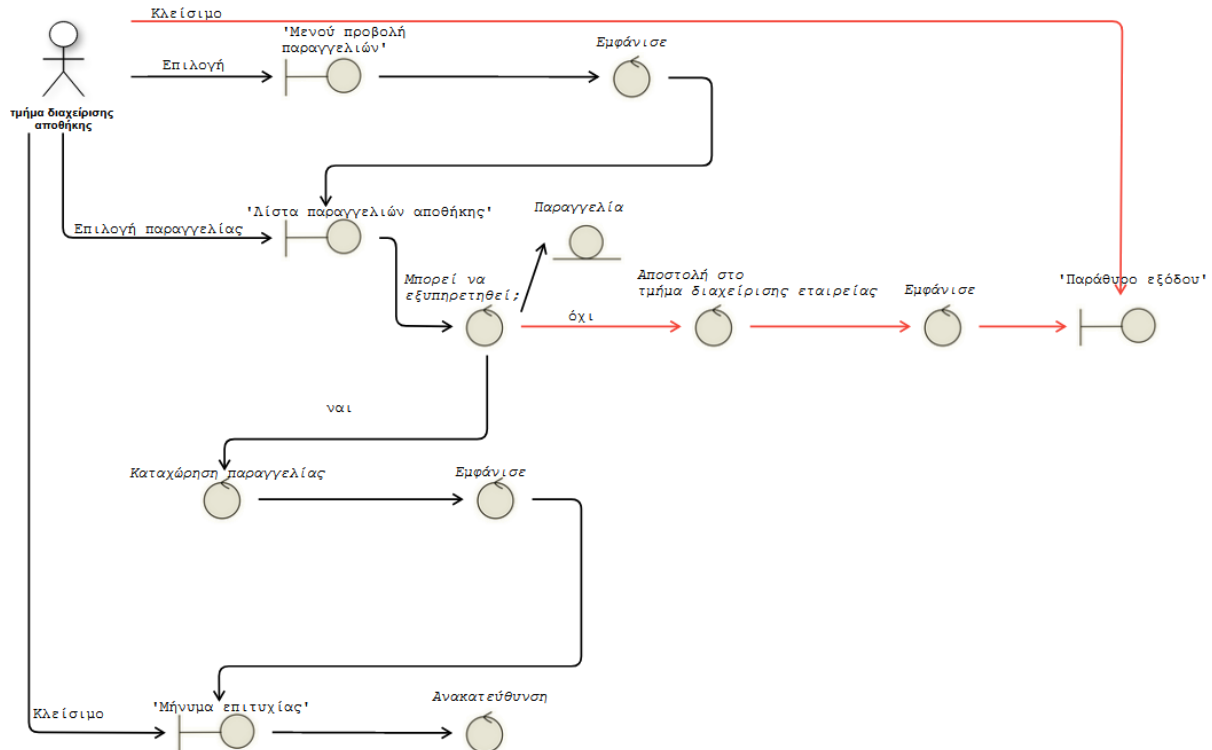 Κλείσιμο
'Μενού προβολή
παραγγελιών'
Εμφάνισε
Επιλογή
τμήμα διαχείρισης
αποθήκης
'Λίστα παραγγελιών αποθήκης'
Παραγγελία
Επιλογή παραγγελίας
Μπορεί να
εξυπηρετηθεί;
Αποστολή στο
τμήμα διαχείρισης εταιρείας
Εμφάνισε
'Παράθυρο εξόδου'
όχι
ναι
Καταχώρηση παραγγελίας
Εμφάνισε
Κλείσιμο
'Μήνυμα επιτυχίας'
Ανακατεύθυνση